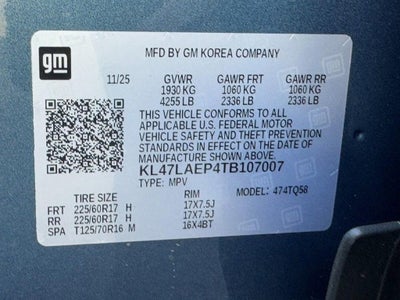 gm
MFD BY GM KOREA COMPANY
11/25 GVWR GAWR FRT GAWR RR
1930 KG 1060 KG 1060 KG
4255 LB 2336 LB 2336 LB
THIS VEHICLE CONFORMS TO ALL
APPLICABLE U.S. FEDERAL MOTOR
VEHICLE SAFETY AND THEFT PREVENTION
STANDARDS IN EFFECT ON THE DATE OF
MANUFACTURE SHOWN ABOVE.
KL47LAEP4TB107007
TYPE: MPV MODEL: 474TQ58
TIRE SIZE RIM
FRT 225/60R17 H 17X7.5J
RR 225/60R17 H 17X7.5J
SPA T125/70R16 M 16X4BT